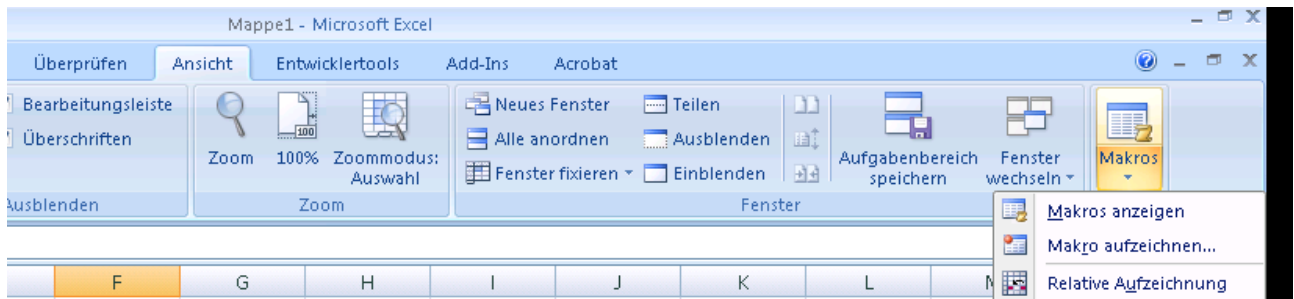 Mappe1 - Microsoft Excel
Überprüfen Ansicht Entwicklertools Add-Ins Acrobat
Bearbeitungsleiste
Überschriften
Zoom
100%
100
Zoommodus:
Auswahl
Neues Fenster
Alle anordnen
Fenster fixieren
Teilen
Ausblenden
Einblenden
Aufgabenbereich
speichern
Fenster
wechseln
Makros
Ausblenden Zoom Fenster
Makros anzeigen
Makro aufzeichnen...
Relative Aufzeichnung
F G H I J K L M